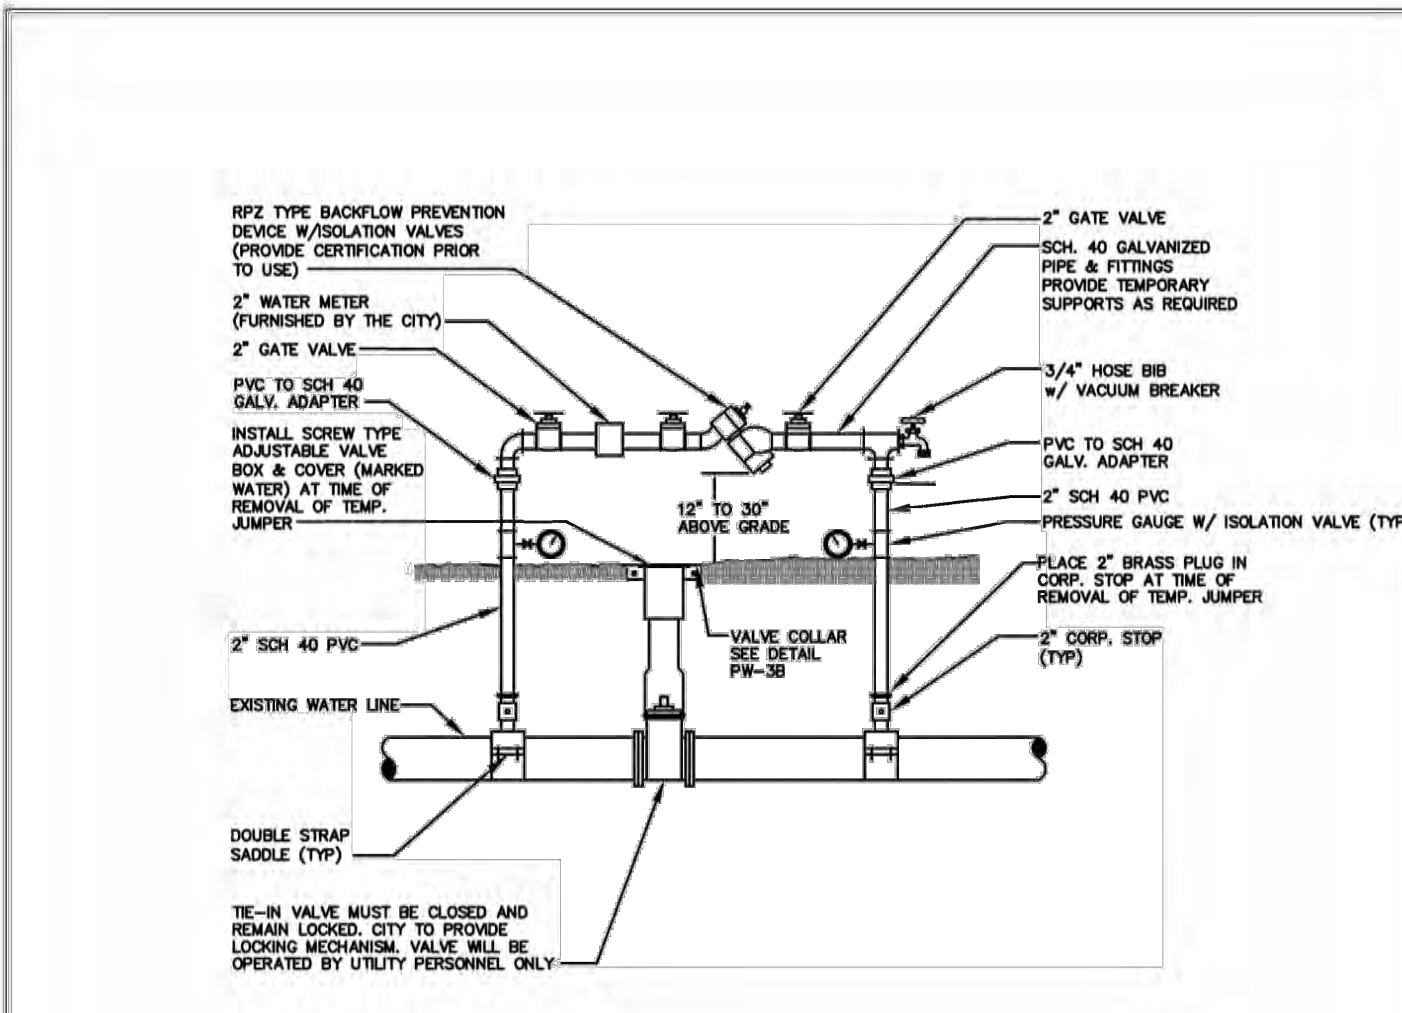 RPZ TYPE BACKFLOW PREVENTION
DEVICE W/ISOLATION VALVES
(PROVIDE CERTIFICATION PRIOR
TO USE)
2" WATER METER
(FURNISHED BY THE CITY)
2" GATE VALVE
PVC TO SCH 40
GALV. ADAPTER
INSTALL SCREW TYPE
ADJUSTABLE VALVE
BOX & COVER (MARKED
WATER) AT TIME OF
REMOVAL OF TEMP.
JUMPER
2" SCH 40 PVC
EXISTING WATER LINE
DOUBLE STRAP
SADDLE (TYP)
TIE-IN VALVE MUST BE CLOSED AND
REMAIN LOCKED. CITY TO PROVIDE
LOCKING MECHANISM. VALVE WILL BE
OPERATED BY UTILITY PERSONNEL ONLY
12" TO 30"
ABOVE GRADE
VALVE COLLAR
SEE DETAIL
PW-3B
2" GATE VALVE
SCH. 40 GALVANIZED
PIPE & FITTINGS
PROVIDE TEMPORARY
SUPPORTS AS REQUIRED
3/4" HOSE BIB
w/ VACUUM BREAKER
PVC TO SCH 40
GALV. ADAPTER
2" SCH 40 PVC
PRESSURE GAUGE W/ ISOLATION VALVE (TYP
PLACE 2" BRASS PLUG IN
CORP. STOP AT TIME OF
REMOVAL OF TEMP. JUMPER
2" CORP. STOP
(TYP)